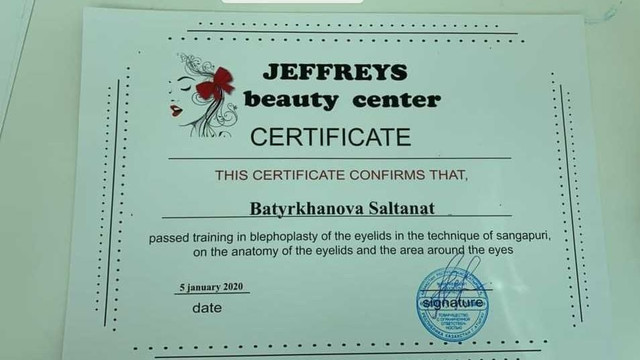 JEFFREYS
beauty center
CERTIFICATE
THIS CERTIFICATE CONFIRMS THAT,
Batyrkhanova Saltanat
passed training in blephoplasty of the eyelids in the technique of sangapuri,
on the anatomy of the eyelids and the area around the eyes
5 january 2020
date
signature